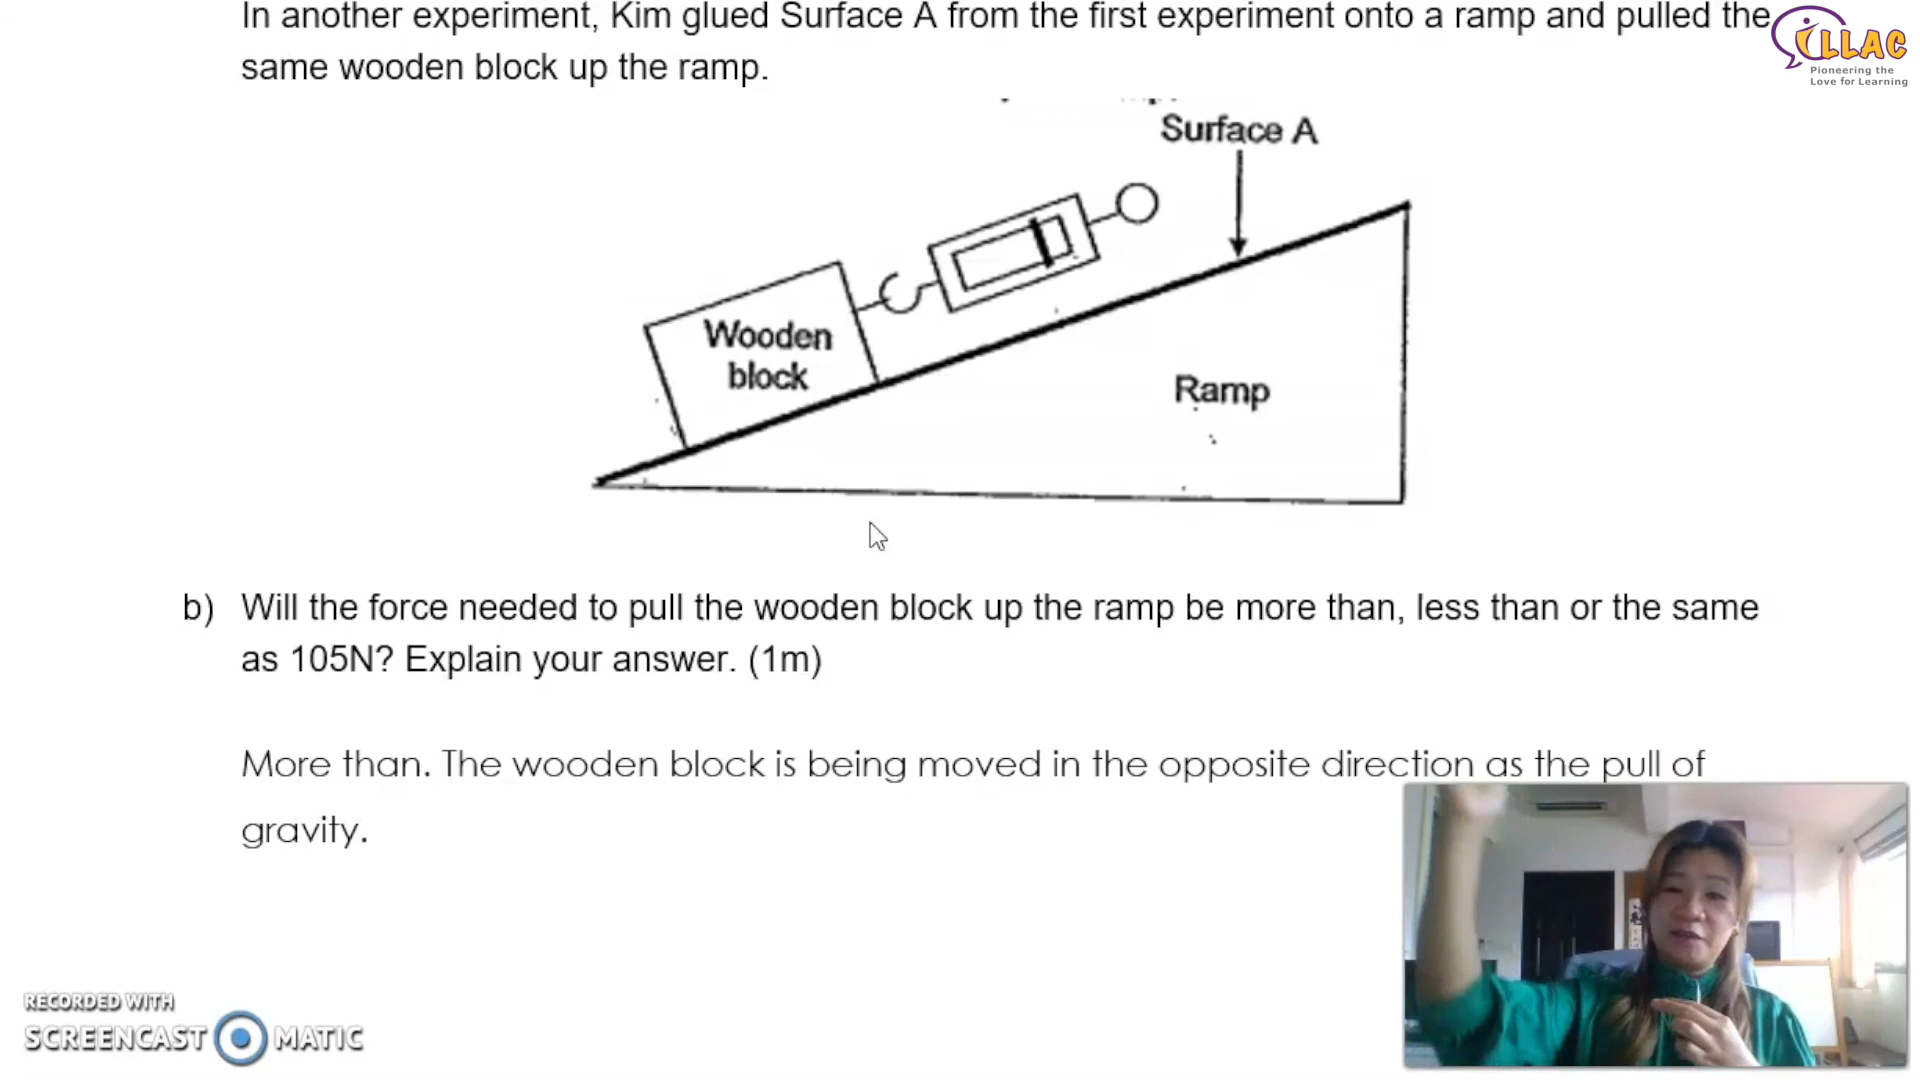 In another experiment, Kim glued Surface A from the first experiment onto a ramp and pulled the
same wooden block up the ramp.
iLLAC
Pioneering the
Love for Learning
Surface A
Wooden
block
Ramp
b) Will the force needed to pull the wooden block up the ramp be more than, less than or the same
as 105N? Explain your answer. (1m)
More than. The wooden block is being moved in the opposite direction as the pull of
gravity.
RECORDED WITH
SCREENCAST MATIC